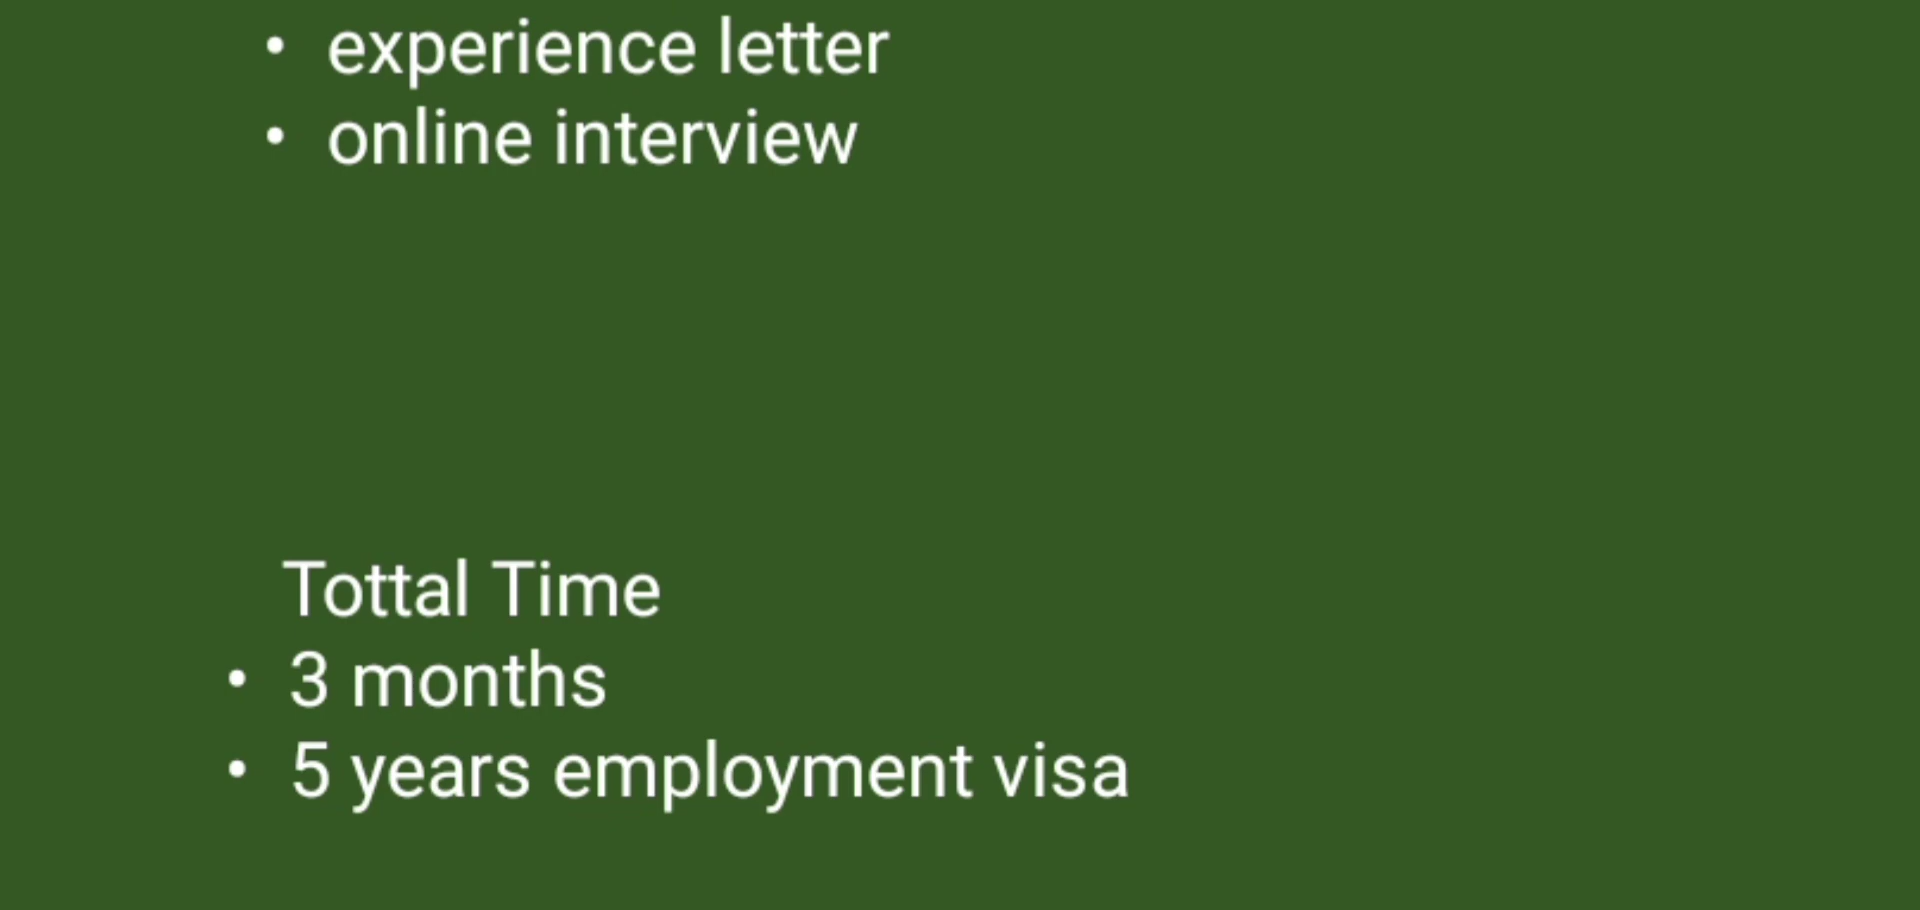 • experience letter
• online interview
Tottal Time
• 3 months
• 5 years employment visa